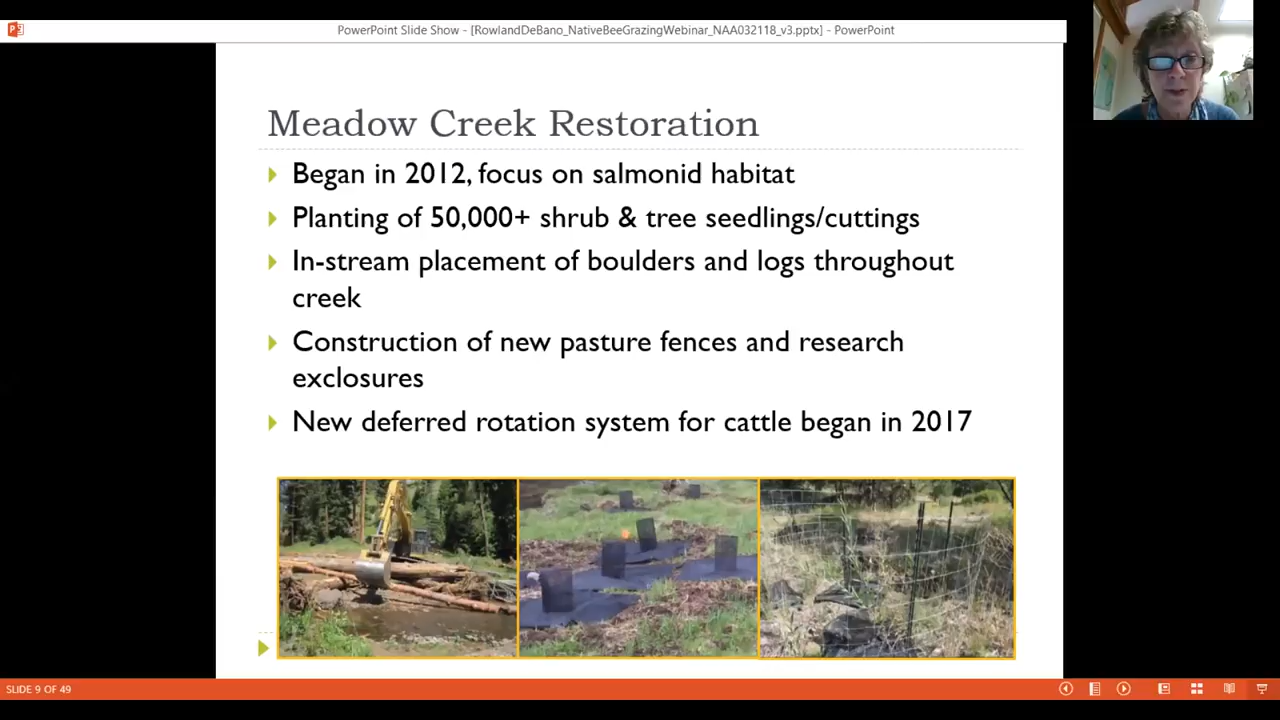 PowerPoint Slide Show - [RowlandDeBano_NativeBeeGrazingWebinar_NAA032118_v3.pptx] - PowerPoint
Meadow Creek Restoration
Began in 2012, focus on salmonid habitat
Planting of 50,000+ shrub & tree seedlings/cuttings
In-stream placement of boulders and logs throughout
creek
Construction of new pasture fences and research
exclosures
New deferred rotation system for cattle began in 2017
SLIDE 9 OF 49